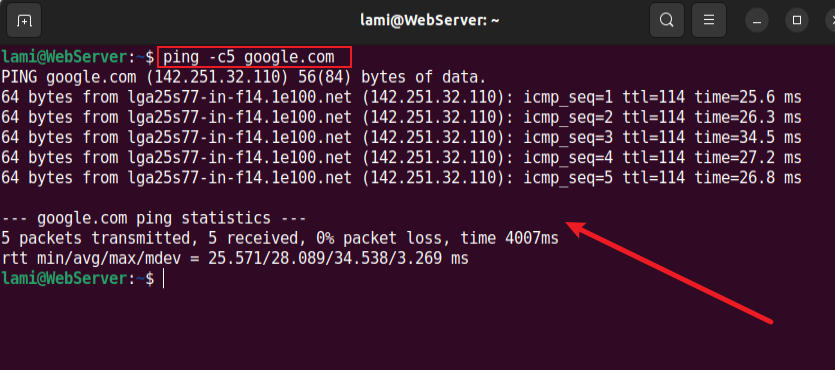 lami@WebServer: ~
lami@WebServer:~$ ping -c5 google.com
PING google.com (142.251.32.110) 56(84) bytes of data.
64 bytes from lga25s77-in-f14.1e100.net (142.251.32.110): icmp_seq=1 ttl=114 time=25.6 ms
64 bytes from lga25s77-in-f14.1e100.net (142.251.32.110): icmp_seq=2 ttl=114 time=26.3 ms
64 bytes from lga25s77-in-f14.1e100.net (142.251.32.110): icmp_seq=3 ttl=114 time=34.5 ms
64 bytes from lga25s77-in-f14.1e100.net (142.251.32.110): icmp_seq=4 ttl=114 time=27.2 ms
64 bytes from lga25s77-in-f14.1e100.net (142.251.32.110): icmp_seq=5 ttl=114 time=26.8 ms
--- google.com ping statistics ---
5 packets transmitted, 5 received, 0% packet loss, time 4007ms
rtt min/avg/max/mdev = 25.571/28.089/34.538/3.269 ms
lami@WebServer:~$